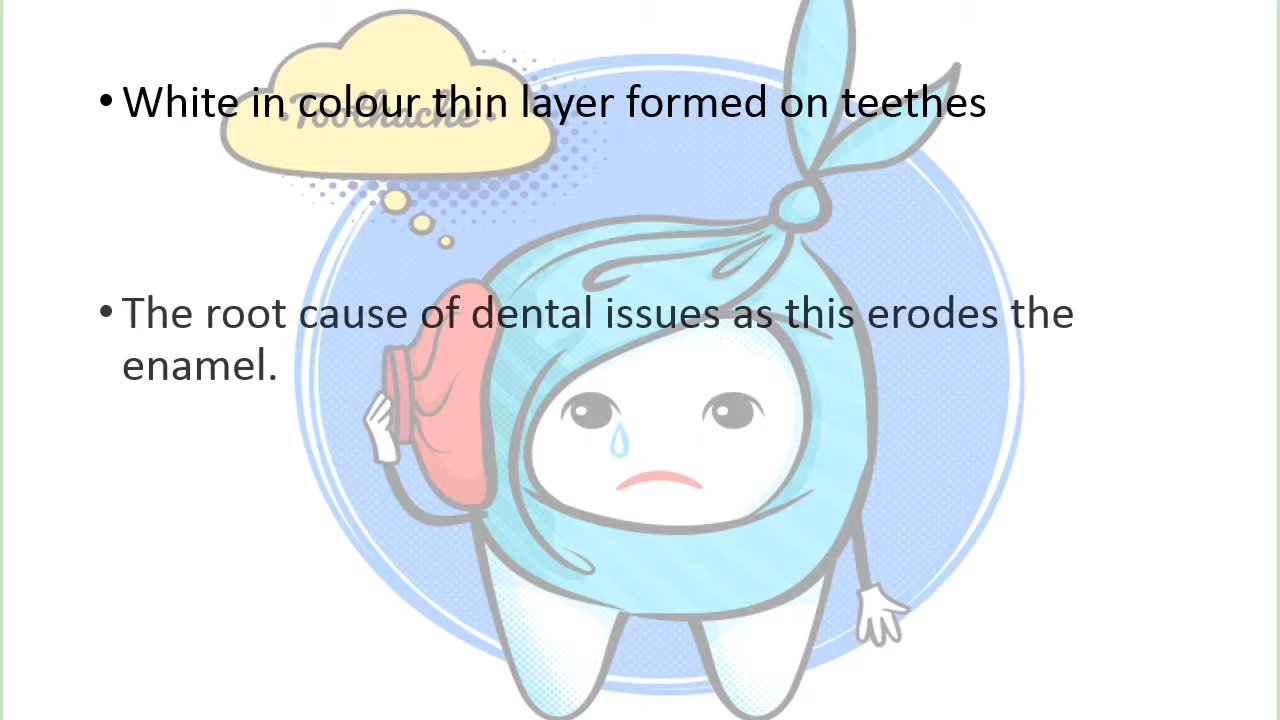 Toothache
• White in colour thin layer formed on teethes
• The root cause of dental issues as this erodes the
enamel.